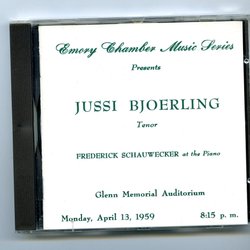 Emory Chamber Music Series
Presents
JUSSI BJOERLING
Tenor
FREDERICK SCHAUWECKER at the Piano
Glenn Memorial Auditorium
Monday, April 13, 1959 8:15 p. m.